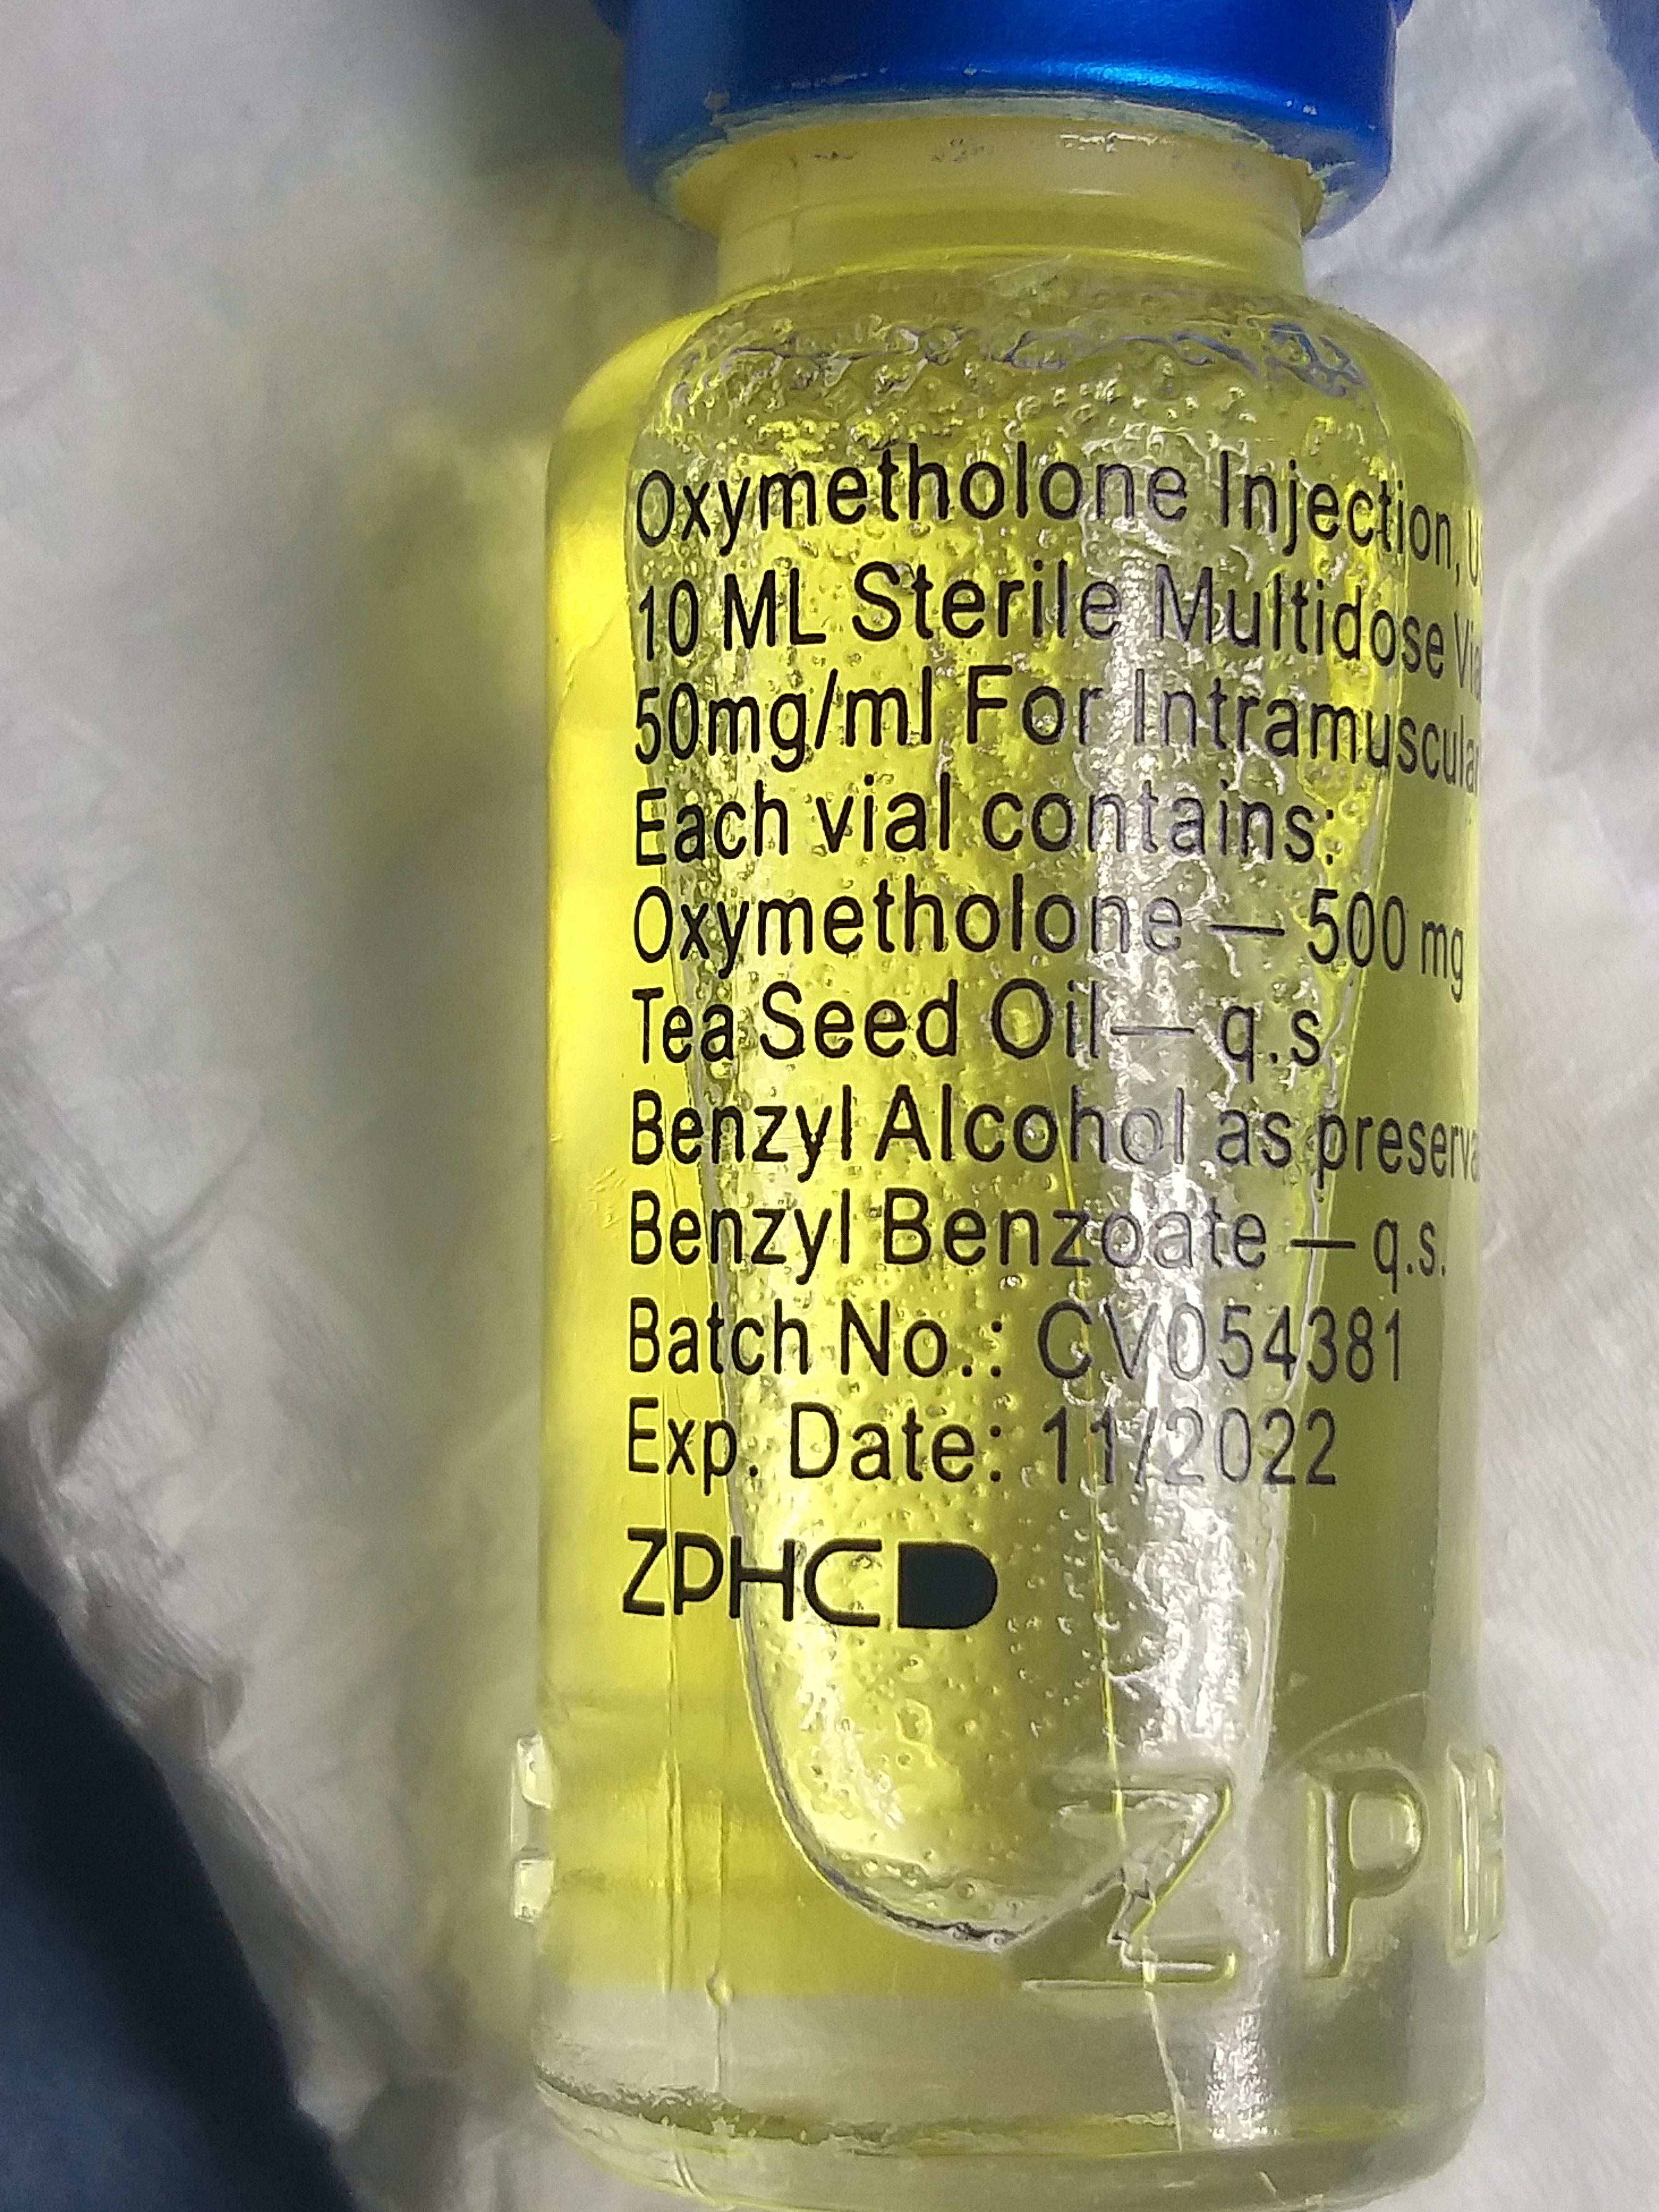 Oxymetholone Injection,
10 ML Sterile Multidose
50mg/ml For Intramuscular
Each vial contains:
Oxymetholone — 500 mg
Tea Seed Oil — q.s.
Benzyl Alcohol as
Benzyl Benzoate — q.s.
Batch No.: CV054381
Exp. Date: 11/2022
ZPHC
ZPH